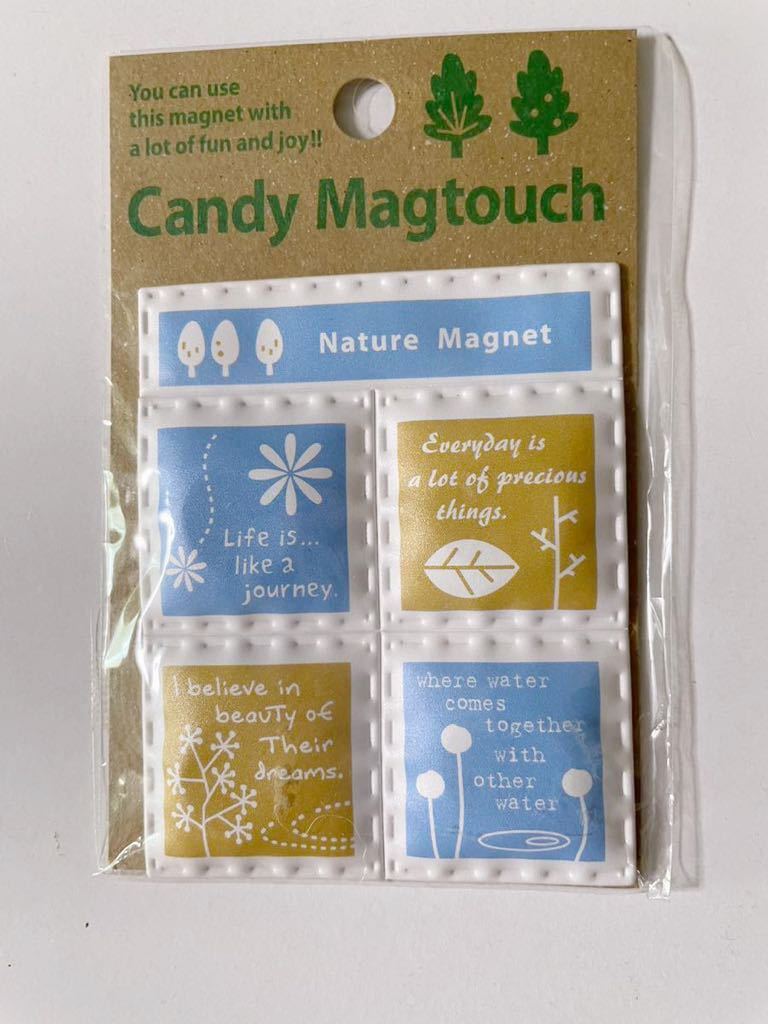 You can use
this magnet with
a lot of fun and joy!!
Candy Magtouch
Nature Magnet
Life is...
like a
journey.
Everyday is
a lot of precious
things.
I believe in
beauty of
Their
dreams.
where water
comes
together
with
other
water